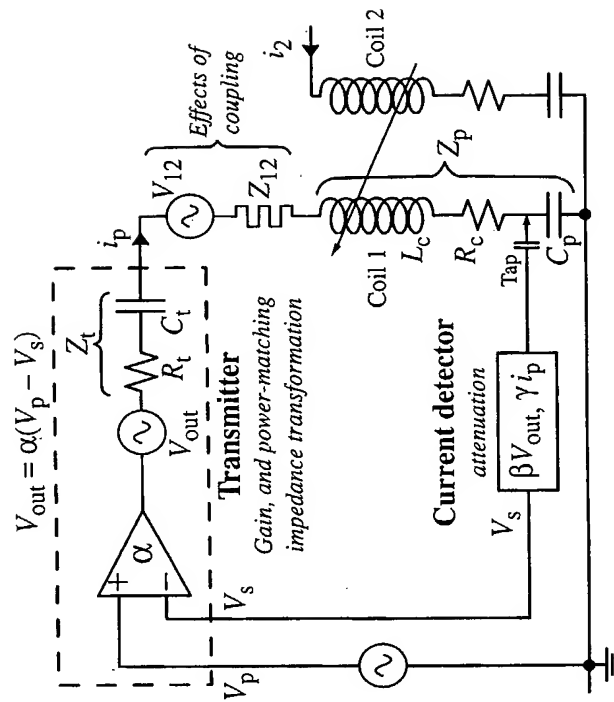 V_out = α(V_p − V_s)
Z_t
R_t
C_t
V_out
α
+
−
i_p
V_12
Z_12
Effects of
coupling
i_2
Coil 2
Coil 1
L_c
R_c
C_p
Z_p
Tap
Transmitter
Gain, and power-matching
impedance transformation
Current detector
attenuation
βV_out, γi_p
V_s
V_s
V_p